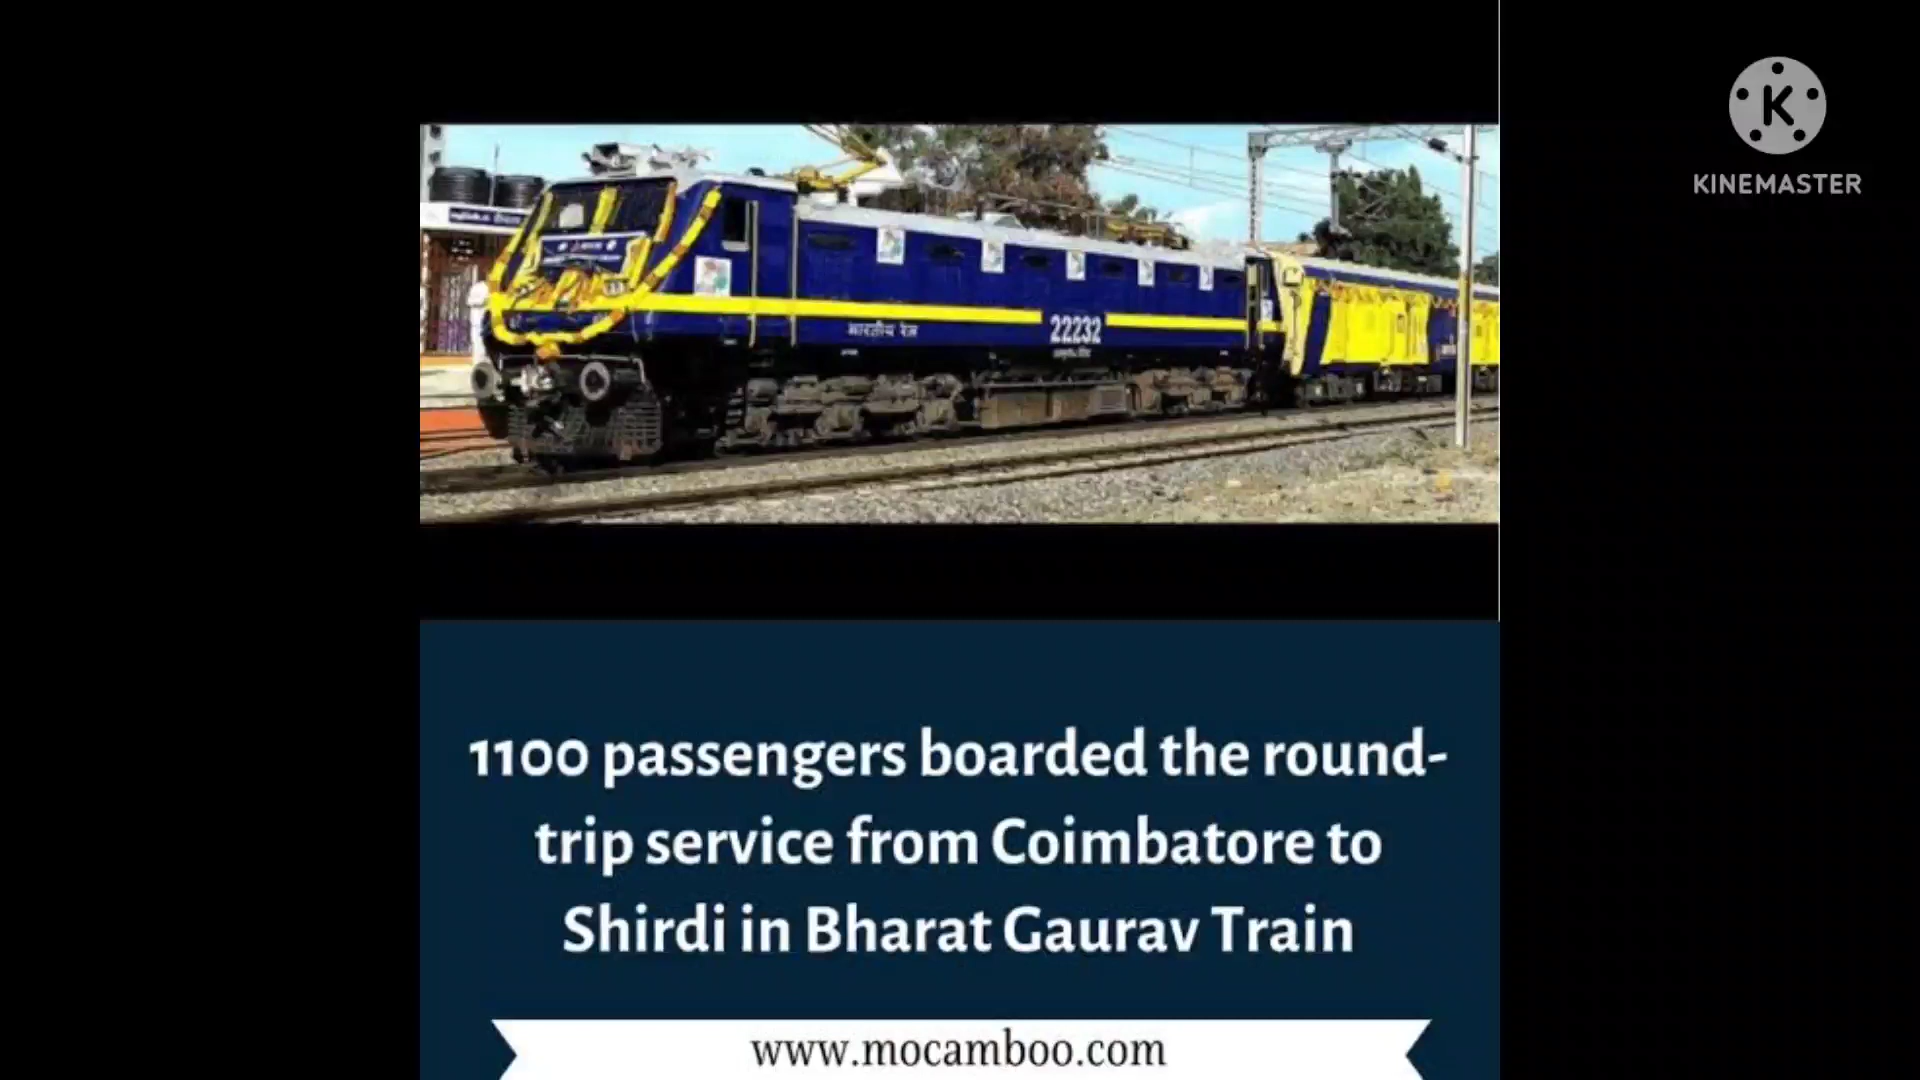 K
KINEMASTER
भारतीय रेल
22232
1100 passengers boarded the round-
trip service from Coimbatore to
Shirdi in Bharat Gaurav Train
www.mocamboo.com